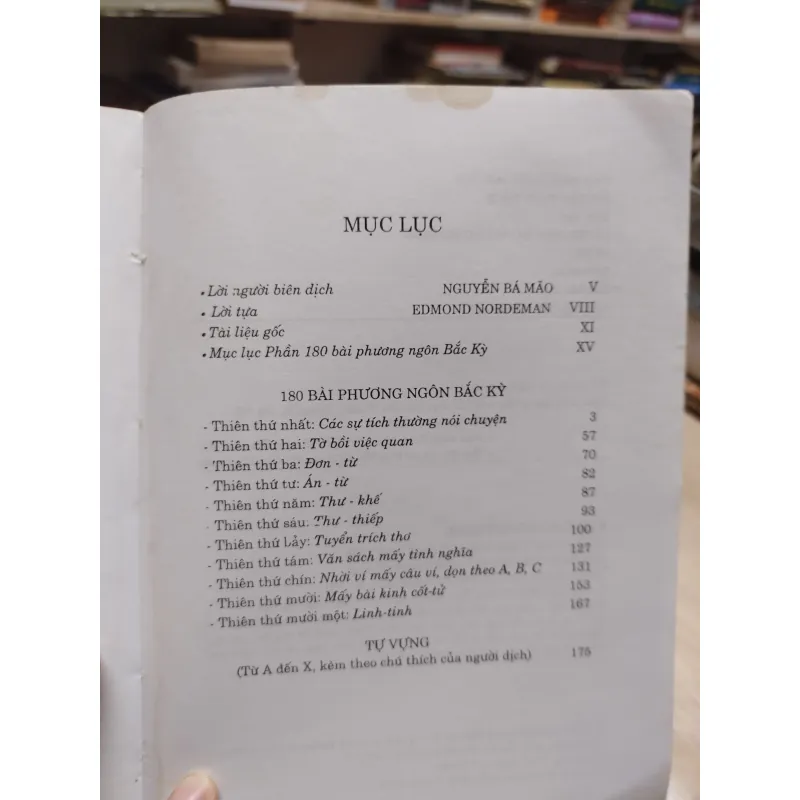 MỤC LỤC
• Lời người biên dịch NGUYỄN BÁ MÃO V
• Lời tựa EDMOND NORDEMAN VIII
• Tài liệu gốc XI
• Mục lục Phần 180 bài phương ngôn Bắc Kỳ XV
180 BÀI PHƯƠNG NGÔN BẮC KỲ
- Thiên thứ nhất: Các sự tích thường nói chuyện 3
- Thiên thứ hai: Tờ bồi việc quan 57
- Thiên thứ ba: Đơn - từ 70
- Thiên thứ tư: Án - từ 82
- Thiên thứ năm: Thư - khế 87
- Thiên thứ sáu: Thư - thiếp 93
- Thiên thứ bảy: Tuyển trích thơ 100
- Thiên thứ tám: Văn sách mấy tinh nghĩa 127
- Thiên thứ chín: Nhời ví mấy câu ví, dọn theo A, B, C 131
- Thiên thứ mười: Mấy bài kinh cốt-tử 153
- Thiên thứ mười một: Linh-tinh 167
TỰ VỰNG
(Từ A đến X, kèm theo chú thích của người dịch) 175